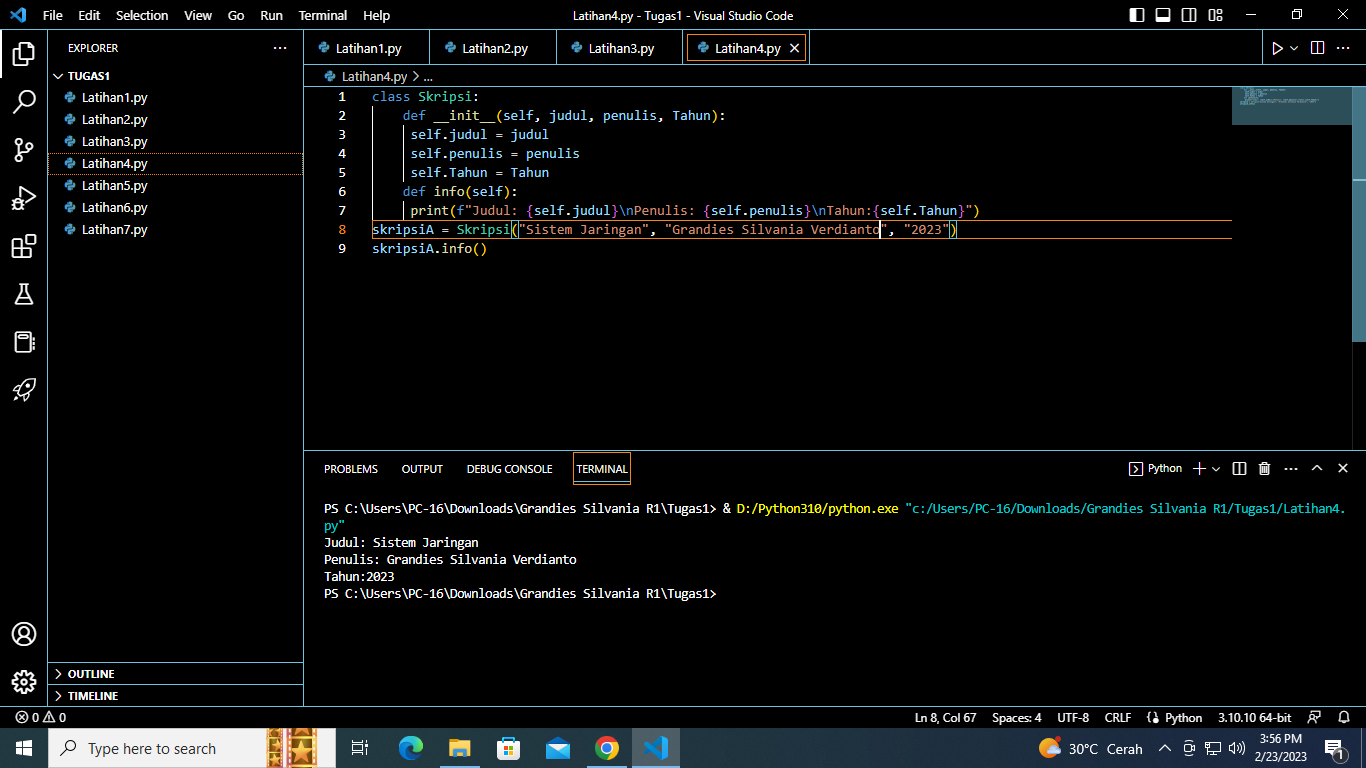 File Edit Selection View Go Run Terminal Help
Latihan4.py - Tugas1 - Visual Studio Code
EXPLORER
TUGAS1
Latihan1.py
Latihan2.py
Latihan3.py
Latihan4.py
Latihan5.py
Latihan6.py
Latihan7.py
OUTLINE
TIMELINE
Latihan1.py Latihan2.py Latihan3.py Latihan4.py
Latihan4.py > ...
1 class Skripsi:
2 def __init__(self, judul, penulis, Tahun):
3 self.judul = judul
4 self.penulis = penulis
5 self.Tahun = Tahun
6 def info(self):
7 print(f"Judul: {self.judul}\nPenulis: {self.penulis}\nTahun:{self.Tahun}")
8 skripsiA = Skripsi("Sistem Jaringan", "Grandies Silvania Verdianto", "2023")
9 skripsiA.info()
PROBLEMS OUTPUT DEBUG CONSOLE TERMINAL
Python
PS C:\Users\PC-16\Downloads\Grandies Silvania R1\Tugas1> & D:/Python310/python.exe "c:/Users/PC-16/Downloads/Grandies Silvania R1/Tugas1/Latihan4.
py"
Judul: Sistem Jaringan
Penulis: Grandies Silvania Verdianto
Tahun:2023
PS C:\Users\PC-16\Downloads\Grandies Silvania R1\Tugas1>
0 0
Ln 8, Col 67 Spaces: 4 UTF-8 CRLF Python 3.10.10 64-bit
Type here to search
30°C Cerah
3:56 PM
2/23/2023
1